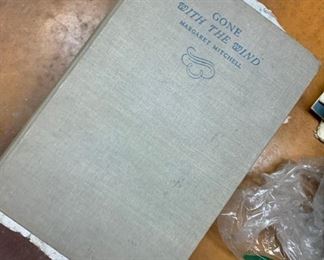 GONE
WITH THE WIND
MARGARET MITCHELL